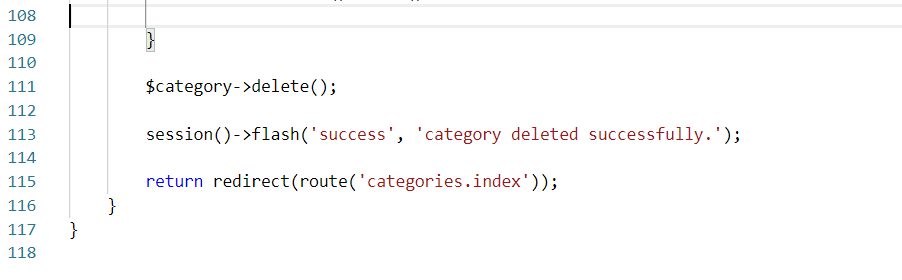 108
109 }
110
111 $category->delete();
112
113 session()->flash('success', 'category deleted successfully.');
114
115 return redirect(route('categories.index'));
116 }
117 }
118